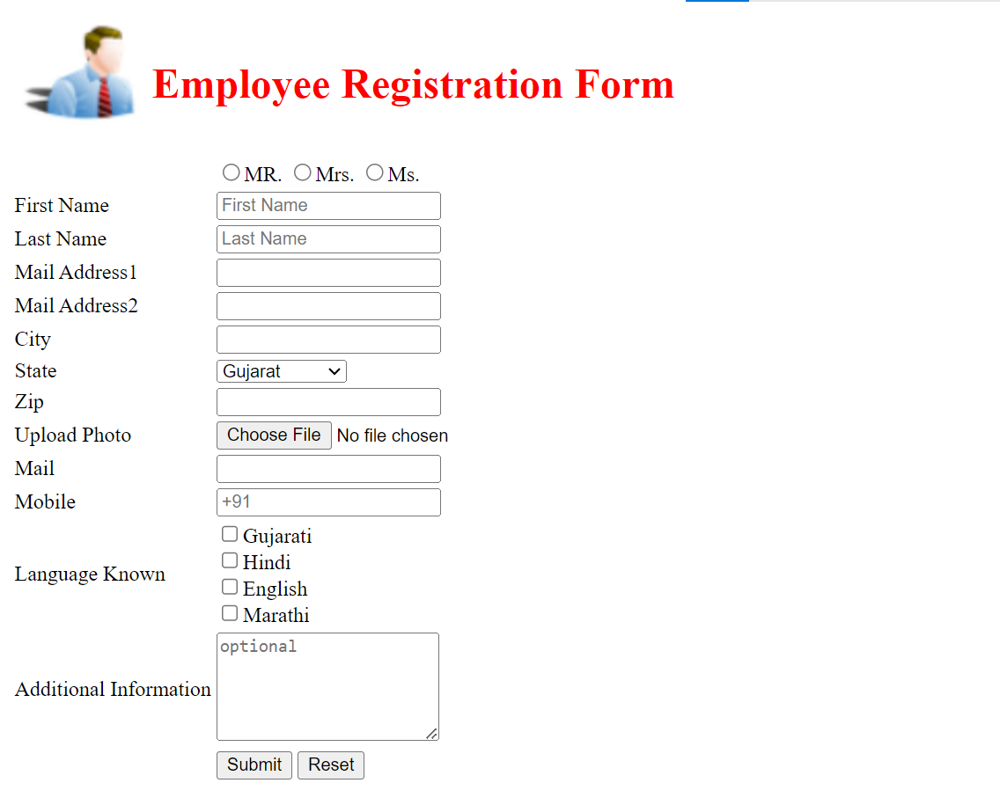 Employee Registration Form
MR. Mrs. Ms.
First Name First Name
Last Name Last Name
Mail Address1
Mail Address2
City
State Gujarat
Zip
Upload Photo Choose File No file chosen
Mail
Mobile +91
Language Known
Gujarati
Hindi
English
Marathi
Additional Information optional
Submit Reset